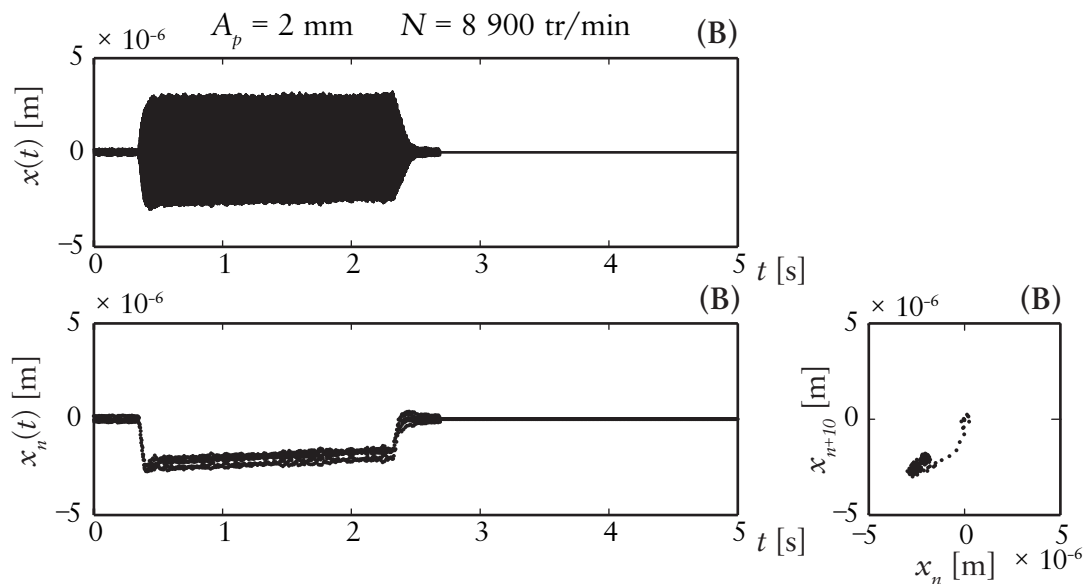 A_p = 2 mm N = 8 900 tr/min (B)
× 10⁻⁶
5
0
−5
x(t) [m]
0 1 2 3 4 5 t [s]
× 10⁻⁶ (B)
5
0
−5
x_n(t) [m]
0 1 2 3 4 5 t [s]
× 10⁻⁶ (B)
5
0
−5
x_{n+10} [m]
−5 0 5
x_n [m] × 10⁻⁶